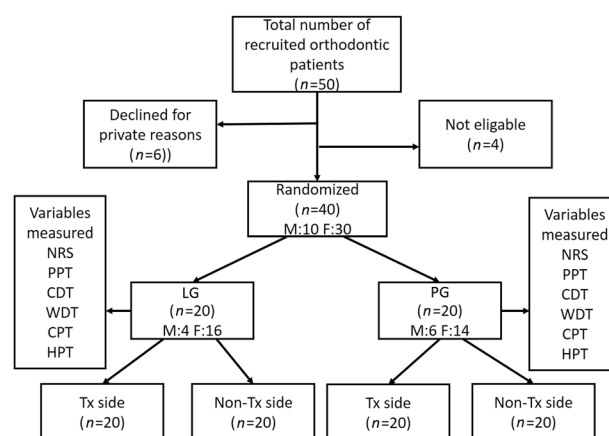 Total number of
recruited orthodontic
patients
(n=50)
Declined for
private reasons
(n=6))
Not eligable
(n=4)
Randomized
(n=40)
M:10 F:30
Variables
measured
NRS
PPT
CDT
WDT
CPT
HPT
LG
(n=20)
M:4 F:16
PG
(n=20)
M:6 F:14
Variables
measured
NRS
PPT
CDT
WDT
CPT
HPT
Tx side
(n=20)
Non-Tx side
(n=20)
Tx side
(n=20)
Non-Tx side
(n=20)